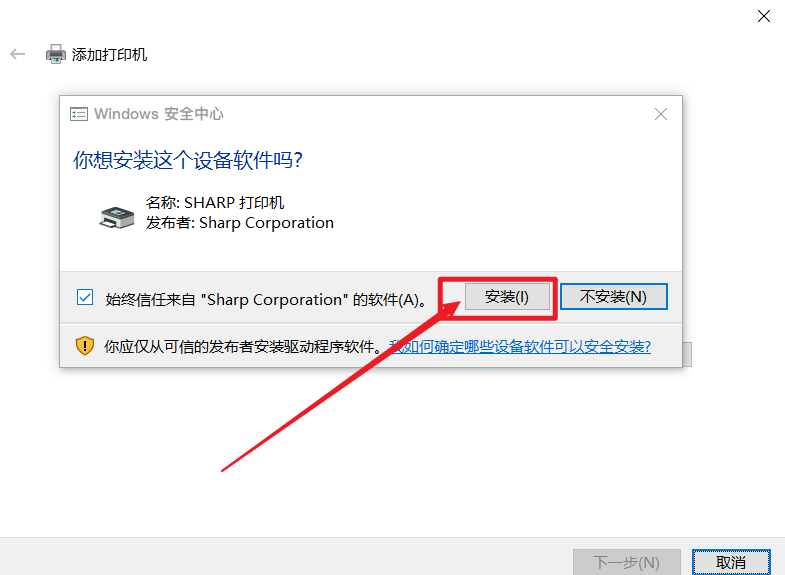 添加打印机
Windows 安全中心
你想安装这个设备软件吗?
名称: SHARP 打印机
发布者: Sharp Corporation
始终信任来自 "Sharp Corporation" 的软件(A)。
安装(I)
不安装(N)
你应仅从可信的发布者安装驱动程序软件。我如何确定哪些设备软件可以安全安装?
下一步(N)
取消